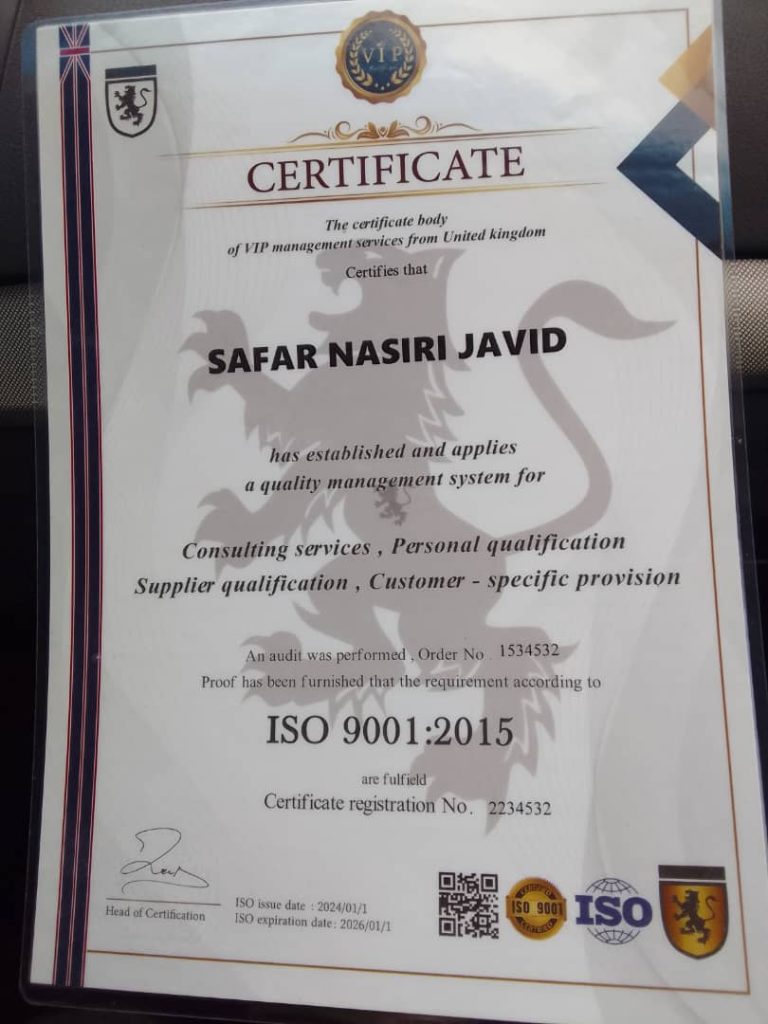 VIP
CERTIFICATE
The certificate body
of VIP management services from United kingdom
Certifies that
SAFAR NASIRI JAVID
has established and applies
a quality management system for
Consulting services , Personal qualification
Supplier qualification , Customer - specific provision
An audit was performed , Order No . 1534532
Proof has been furnished that the requirement according to
ISO 9001:2015
are fulfield
Certificate registration No. 2234532
Head of Certification
ISO issue date : 2024/01/1
ISO expiration date : 2026/01/1
CERTIFIED
ISO 9001
CERTIFIED
ISO